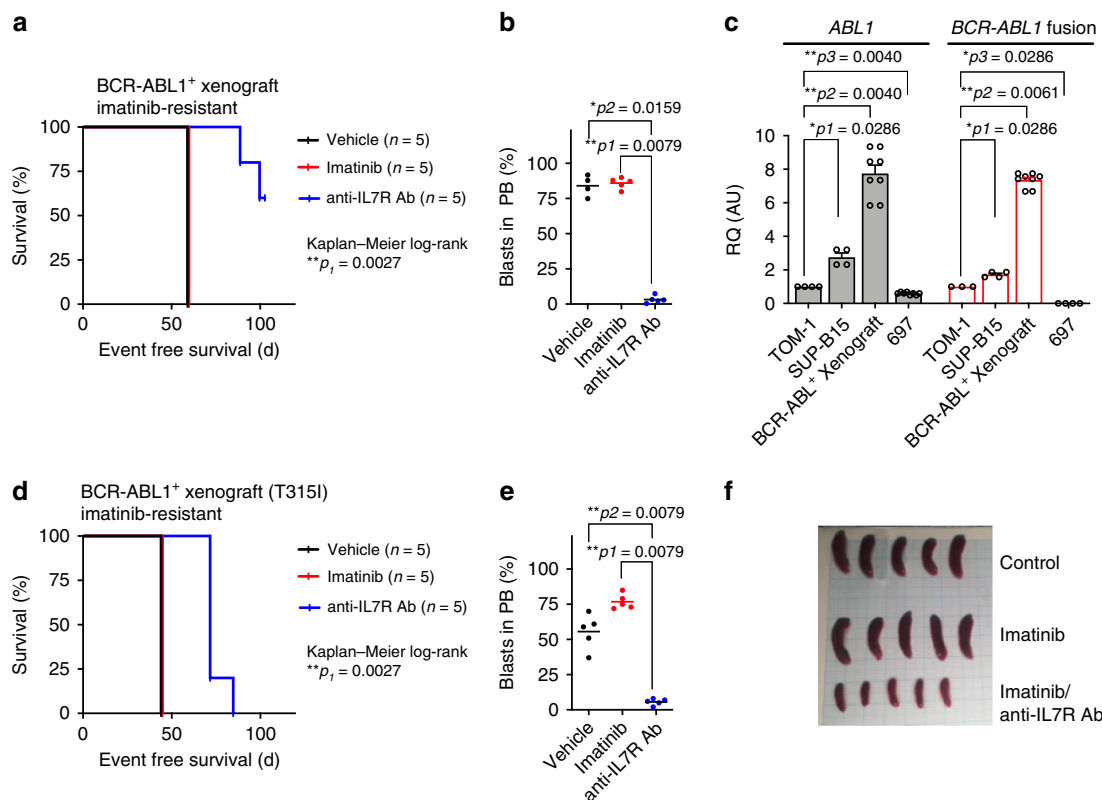 a
BCR-ABL1+ xenograft
imatinib-resistant
100
75
50
25
0
Survival (%)
0
50
100
Event free survival (d)
Vehicle (n = 5)
Imatinib (n = 5)
anti-IL7R Ab (n = 5)
Kaplan–Meier log-rank
**p1 = 0.0027
b
*p2 = 0.0159
**p1 = 0.0079
100
75
50
25
0
Blasts in PB (%)
Vehicle
Imatinib
anti-IL7R Ab
c
ABL1
BCR-ABL1 fusion
**p3 = 0.0040
*p3 = 0.0286
**p2 = 0.0040
**p2 = 0.0061
*p1 = 0.0286
*p1 = 0.0286
10
8
6
4
2
0
RQ (AU)
TOM-1
SUP-B15
BCR-ABL+ Xenograft
697
TOM-1
SUP-B15
BCR-ABL+ Xenograft
697
d
BCR-ABL1+ xenograft (T315I)
imatinib-resistant
100
75
50
25
0
Survival (%)
0
50
100
Event free survival (d)
Vehicle (n = 5)
Imatinib (n = 5)
anti-IL7R Ab (n = 5)
Kaplan–Meier log-rank
**p1 = 0.0027
e
**p2 = 0.0079
**p1 = 0.0079
100
75
50
25
0
Blasts in PB (%)
Vehicle
Imatinib
anti-IL7R Ab
f
Control
Imatinib
Imatinib/
anti-IL7R Ab